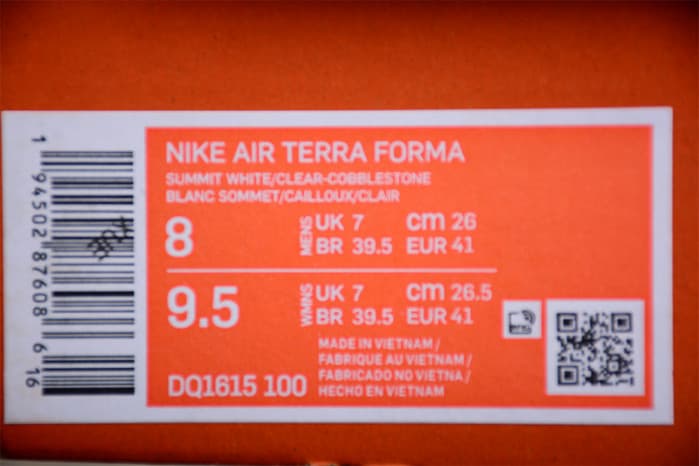 NIKE AIR TERRA FORMA
SUMMIT WHITE/CLEAR-COBBLESTONE
BLANC SOMMET/CAILLOUX/CLAIR
8 MENS UK 7 cm 26
BR 39.5 EUR 41
9.5 WMNS UK 7 cm 26.5
BR 39.5 EUR 41
MADE IN VIETNAM /
FABRIQUE AU VIETNAM /
FABRICADO NO VIETNA /
HECHO EN VIETNAM
DQ1615 100
1 94502 87608 6 16
XUE